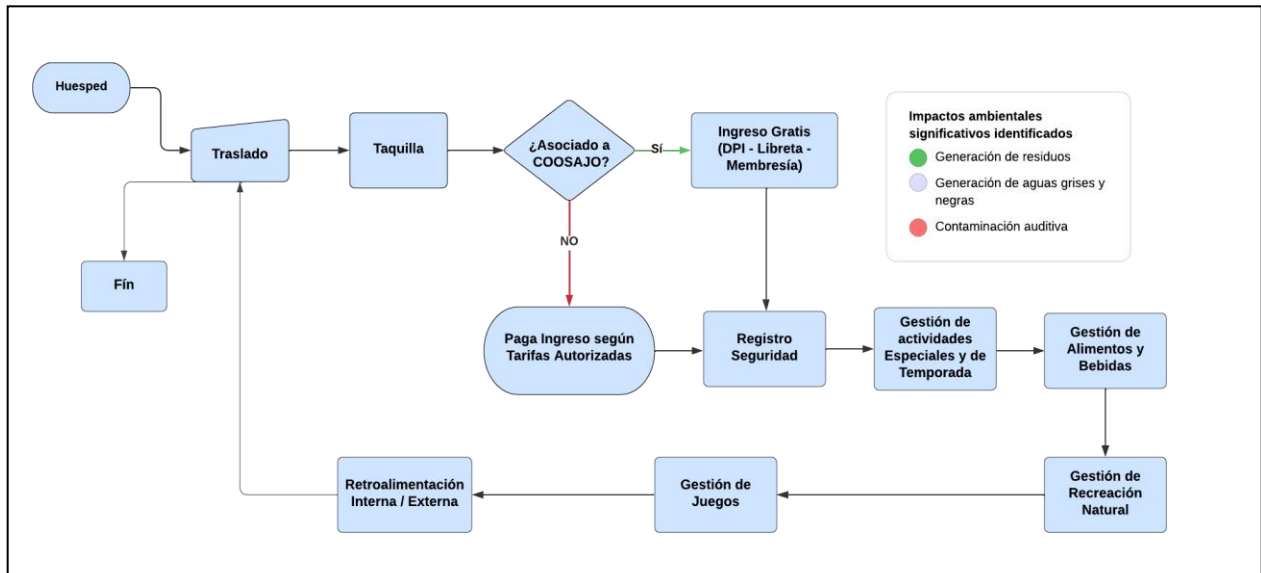 Huesped
Traslado
Taquilla
¿Asociado a
COOSAJO?
Sí
Ingreso Gratis
(DPI - Libreta -
Membresía)
Impactos ambientales
significativos identificados
Generación de residuos
Generación de aguas grises y
negras
Contaminación auditiva
NO
Fín
Paga Ingreso según
Tarifas Autorizadas
Registro
Seguridad
Gestión de
actividades
Especiales y de
Temporada
Gestión de
Alimentos y
Bebidas
Retroalimentación
Interna / Externa
Gestión de
Juegos
Gestión de
Recreación
Natural